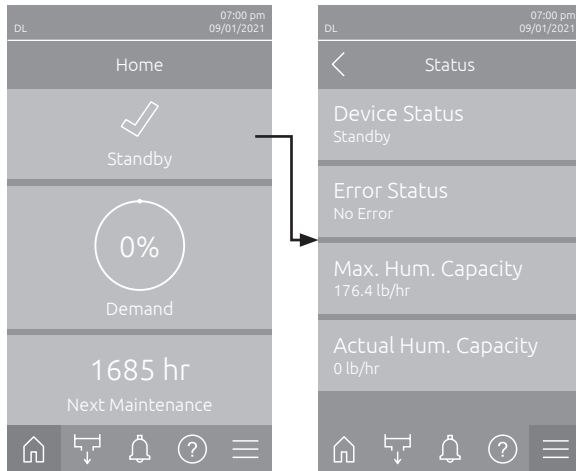 07:00 pm
DL 09/01/2021
Home
Standby
0%
Demand
1685 hr
Next Maintenance
?
07:00 pm
DL 09/01/2021
Status
Device Status
Standby
Error Status
No Error
Max. Hum. Capacity
176.4 lb/hr
Actual Hum. Capacity
0 lb/hr
?